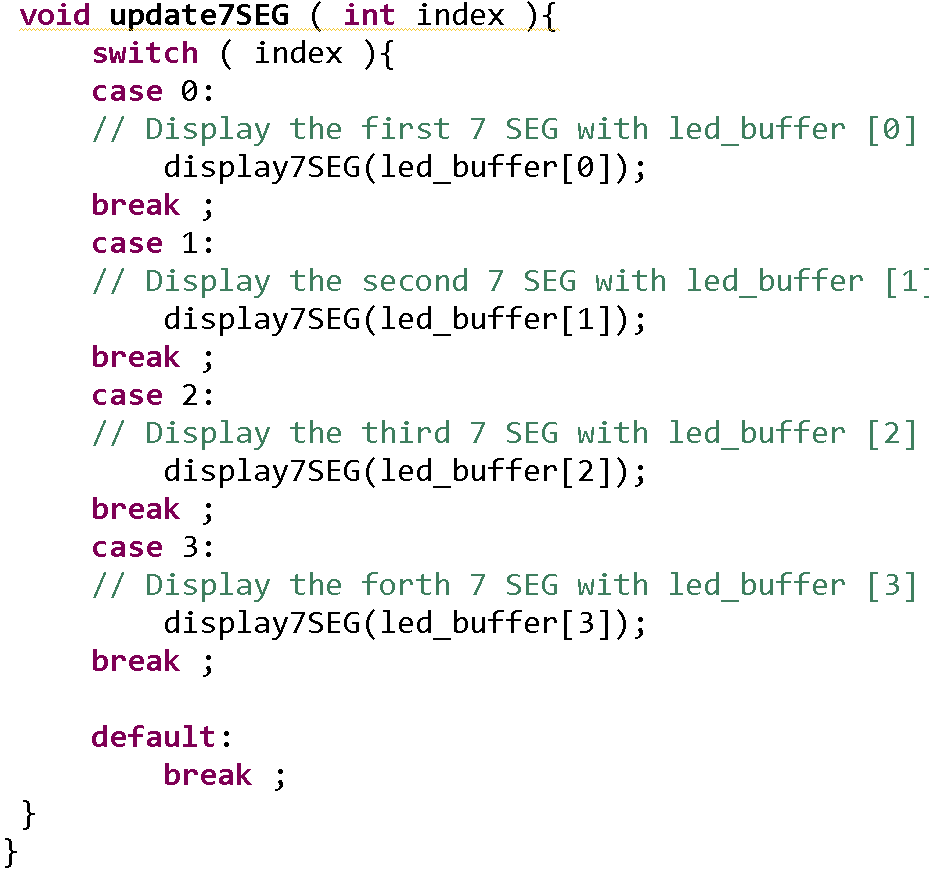 void update7SEG ( int index ){
switch ( index ){
case 0:
// Display the first 7 SEG with led_buffer [0]
display7SEG(led_buffer[0]);
break ;
case 1:
// Display the second 7 SEG with led_buffer [1]
display7SEG(led_buffer[1]);
break ;
case 2:
// Display the third 7 SEG with led_buffer [2]
display7SEG(led_buffer[2]);
break ;
case 3:
// Display the forth 7 SEG with led_buffer [3]
display7SEG(led_buffer[3]);
break ;
default:
break ;
}
}